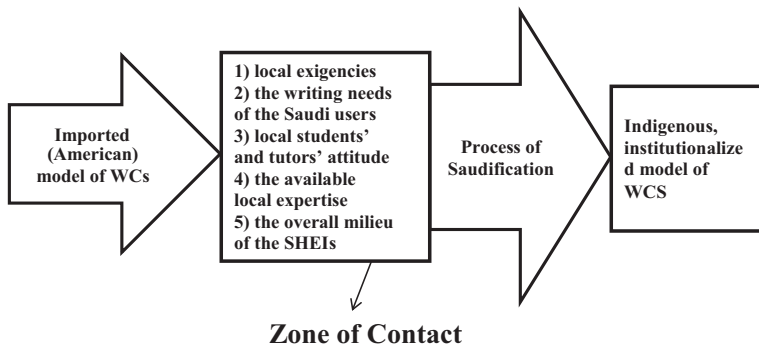 Imported
(American)
model of WCs
1) local exigencies
2) the writing needs
of the Saudi users
3) local students’
and tutors’ attitude
4) the available
local expertise
5) the overall milieu
of the SHEIs
Process of
Saudification
Indigenous,
institutionalize
d model of
WCS
Zone of Contact